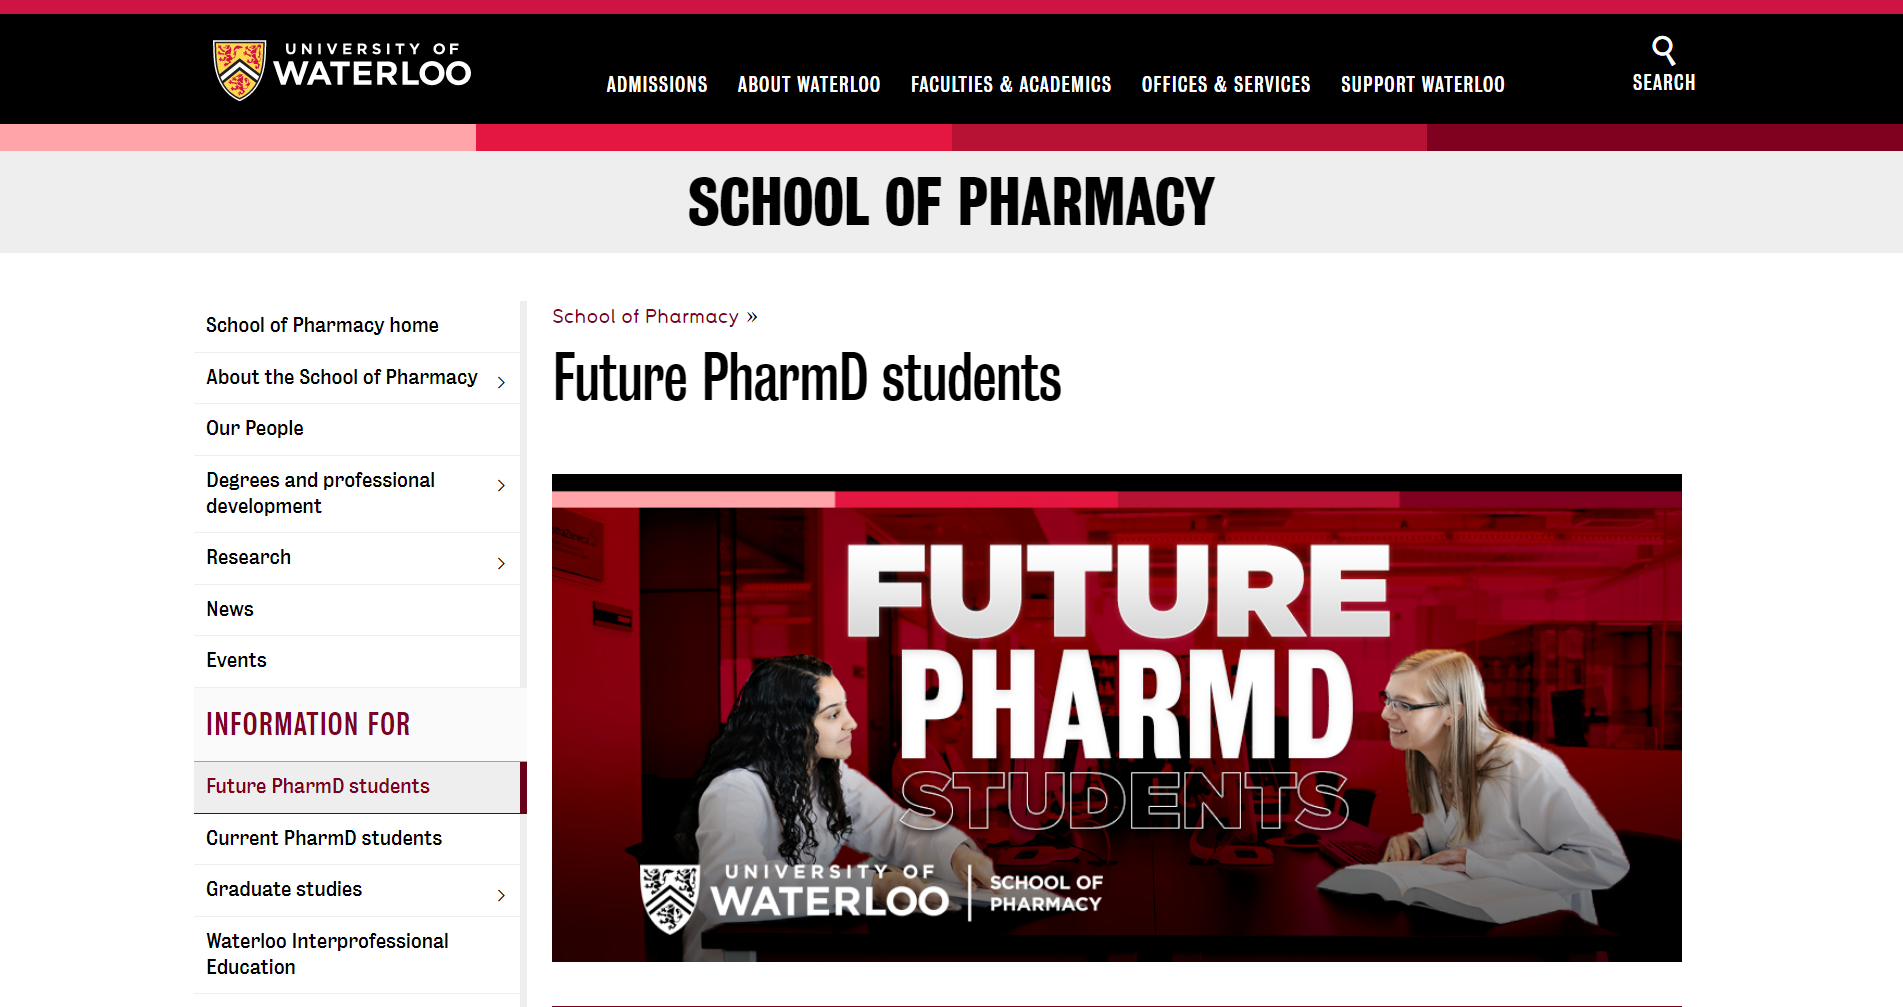 UNIVERSITY OF
WATERLOO
ADMISSIONS
ABOUT WATERLOO
FACULTIES & ACADEMICS
OFFICES & SERVICES
SUPPORT WATERLOO
SEARCH
SCHOOL OF PHARMACY
School of Pharmacy home
About the School of Pharmacy
Our People
Degrees and professional
development
Research
News
Events
INFORMATION FOR
Future PharmD students
Current PharmD students
Graduate studies
Waterloo Interprofessional
Education
School of Pharmacy »
Future PharmD students
FUTURE
PHARMD
STUDENTS
UNIVERSITY OF
WATERLOO
SCHOOL OF
PHARMACY